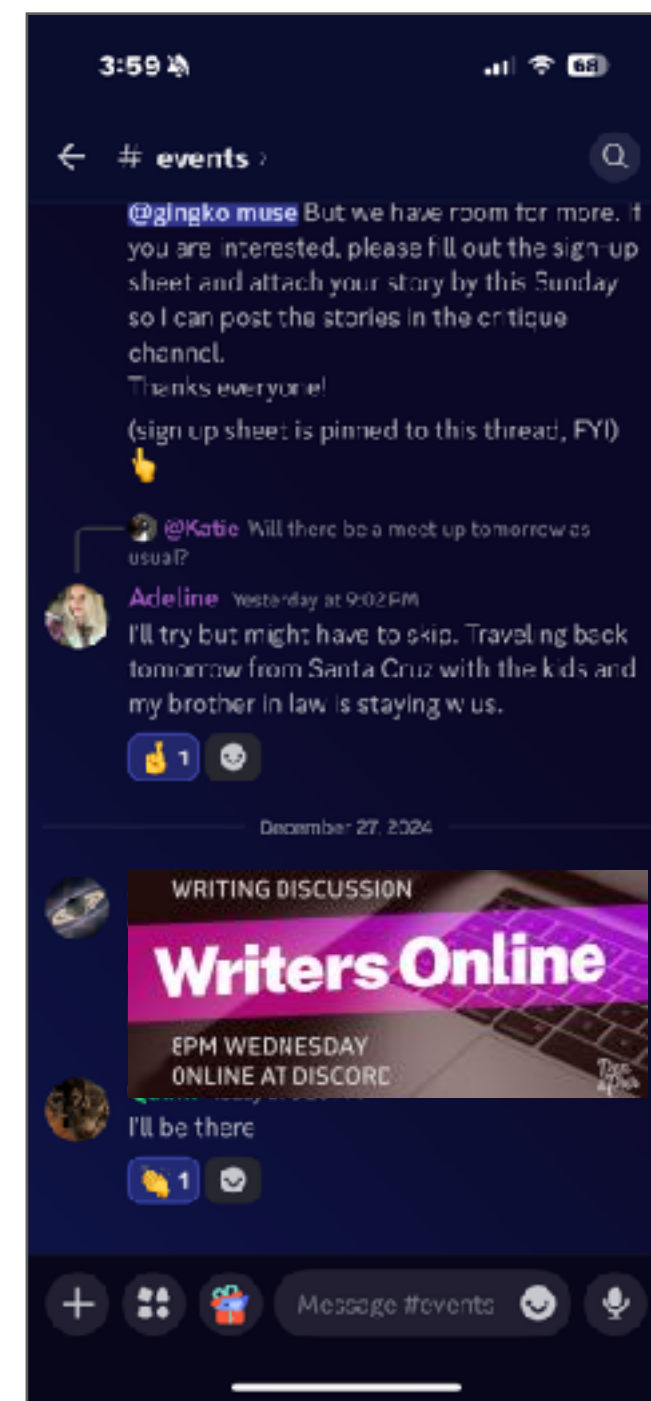 3:59
68
# events
@gingko muse But we have room for more. If
you are interested, please fill out the sign-up
sheet and attach your story by this Sunday
so I can post the stories in the critique
channel.
Thanks everyone!
(sign up sheet is pinned to this thread, FYI)
@Katie Will there be a meet up tomorrow as
usual?
Adeline Yesterday at 9:02 PM
I'll try but might have to skip. Traveling back
tomorrow from Santa Cruz with the kids and
my brother in law is staying w us.
1
December 27, 2024
WRITING DISCUSSION
Writers Online
8PM WEDNESDAY
ONLINE AT DISCORD
I'll be there
1
Message #events